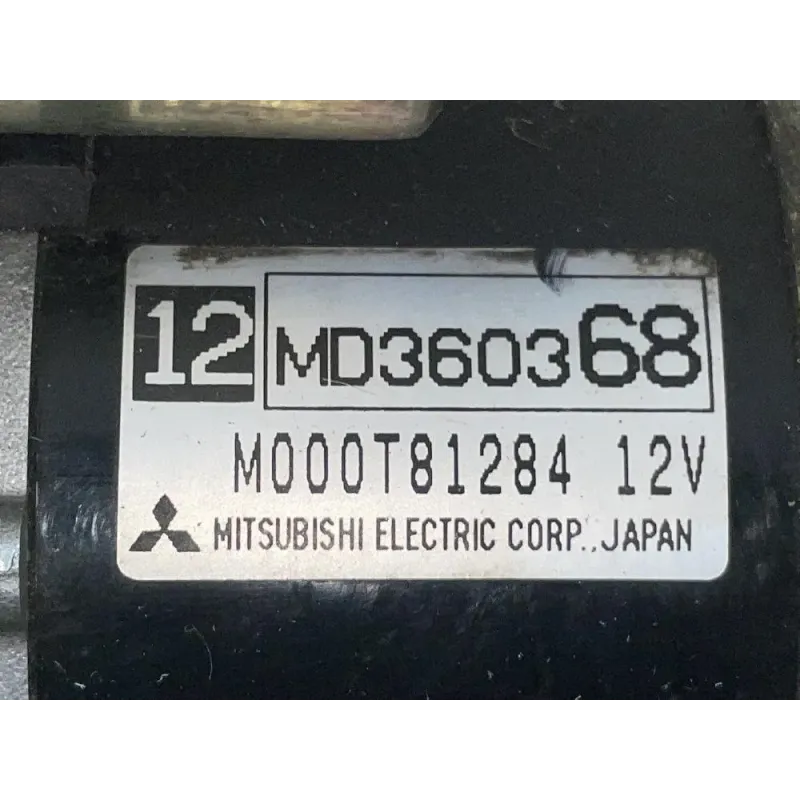 12 MD360368
M000T81284 12V
MITSUBISHI ELECTRIC CORP., JAPAN